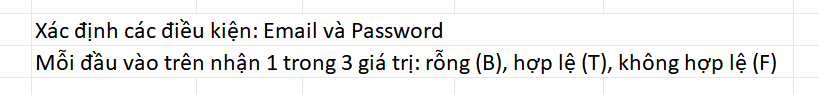 Xác định các điều kiện: Email và Password
Mỗi đầu vào trên nhận 1 trong 3 giá trị: rỗng (B), hợp lệ (T), không hợp lệ (F)